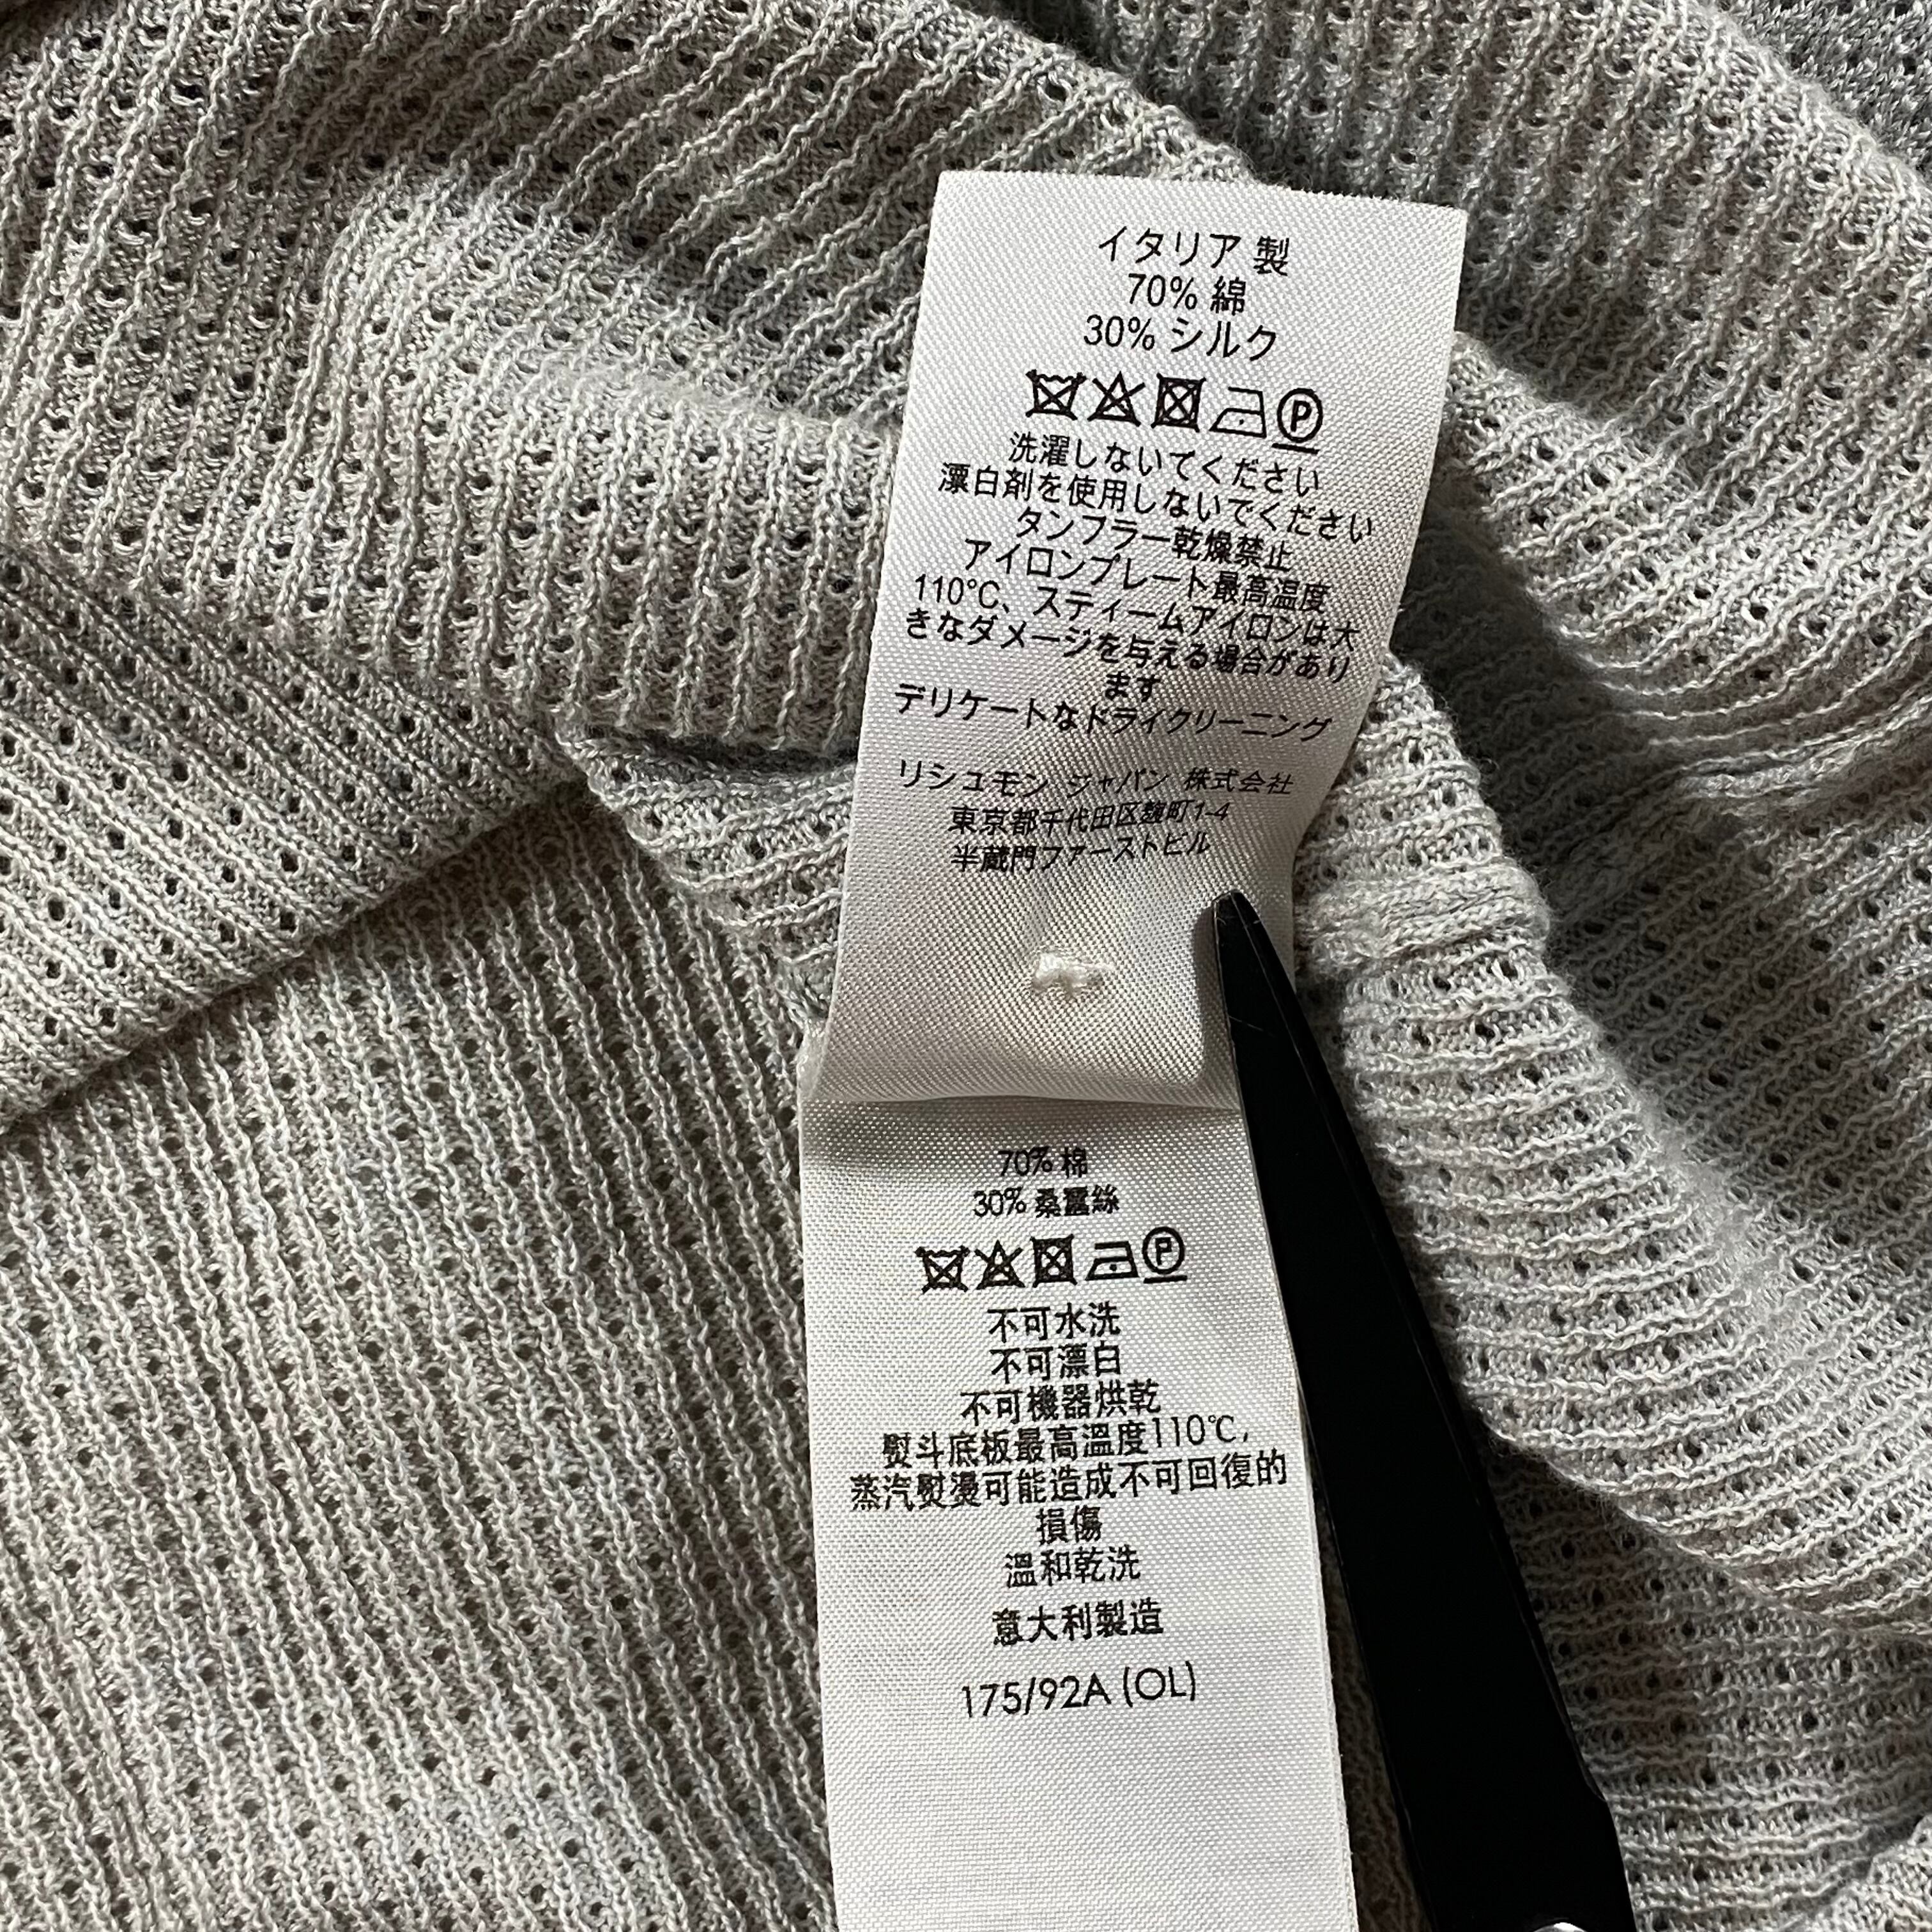 イタリア 製
70% 綿
30% シルク
P
洗濯しないてください
漂白剤を使用しないでください
タンブラー乾燥禁止
アイロンプレート最高温度
110°C、スティームアイロンは大
きなダメージを与える場合があり
ます
デリケートなドライクリーニング
リシュモン ジャパン 株式会社
東京都千代田区麹町1-4
半蔵門ファーストビル
70% 棉
30% 桑蠶絲
P
不可水洗
不可漂白
不可機器烘乾
熨斗底板最高溫度110℃，
蒸汽熨燙可能造成不可回復的
損傷
溫和乾洗
意大利製造
175/92A (OL)